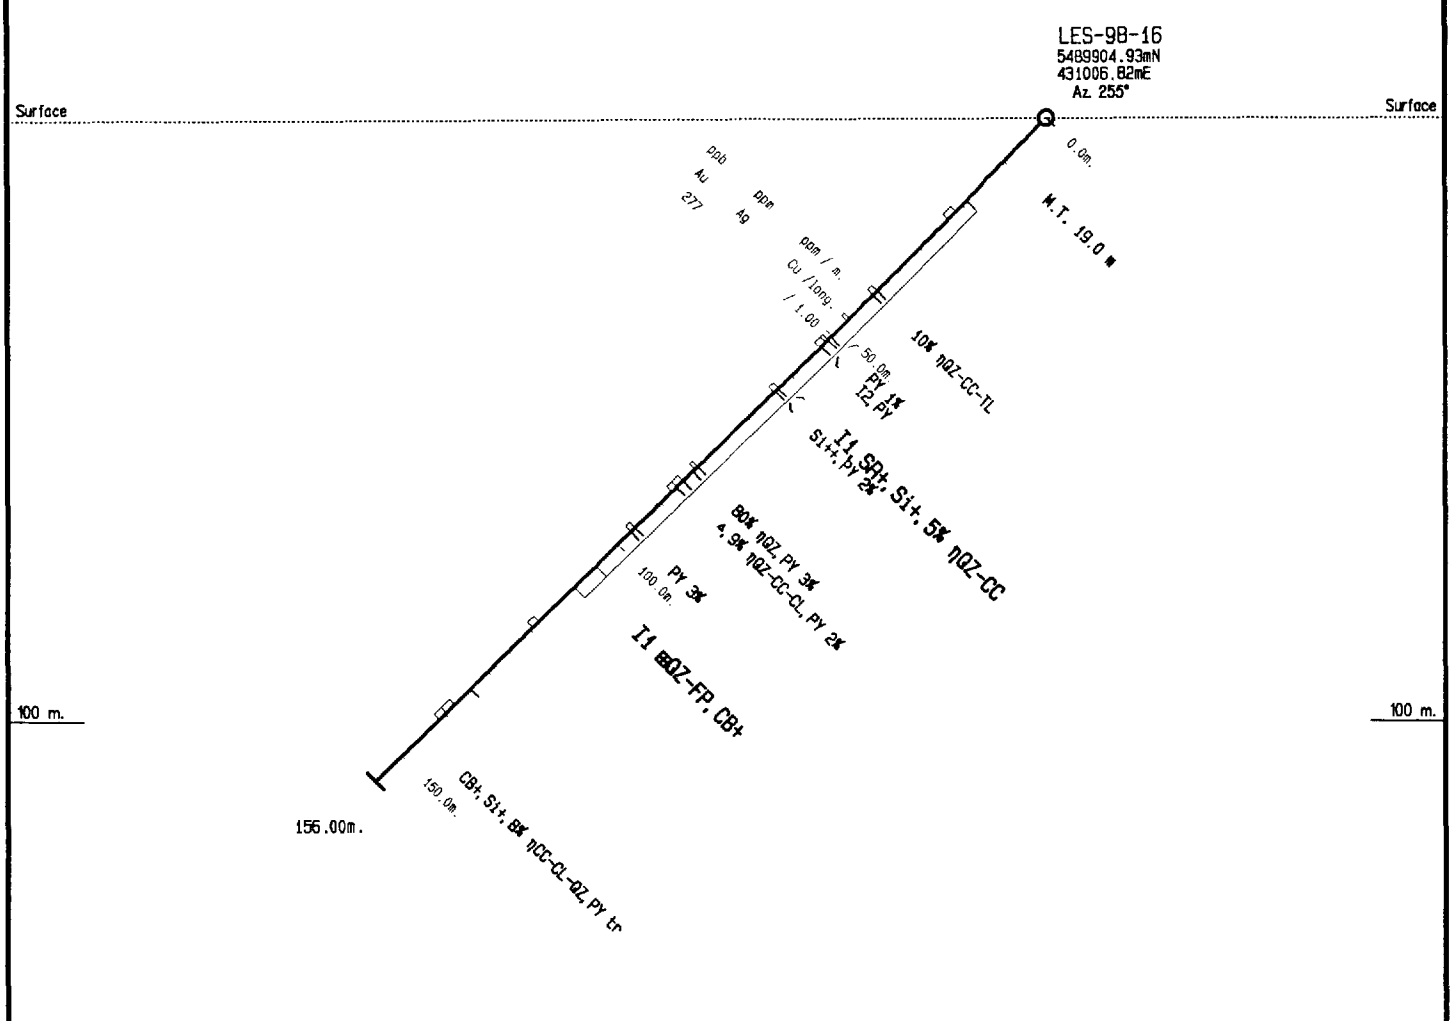 LES-98-16
5489904.93mN
431006.82mE
Az. 255°
Surface
Surface
0.0m.
M.T. 19.0 m
ppb
Au
277
ppm
Ag
ppm / m.
Cu /long.
/ 1.00
50.0m.
10% ηQZ-CC-TL
PY 1%
I2, PY
I1, SR+, Si+, 5% ηQZ-CC
Si++, PY 2%
80% ηQZ, PY 3%
4.9% ηQZ-CC-CL, PY 2%
PY 3%
100.0m.
I1 QZ-FP, CB+
100 m.
100 m.
150.0m.
CB+, Si+, 8% ηCC-CL-QZ, PY tr
156.00m.